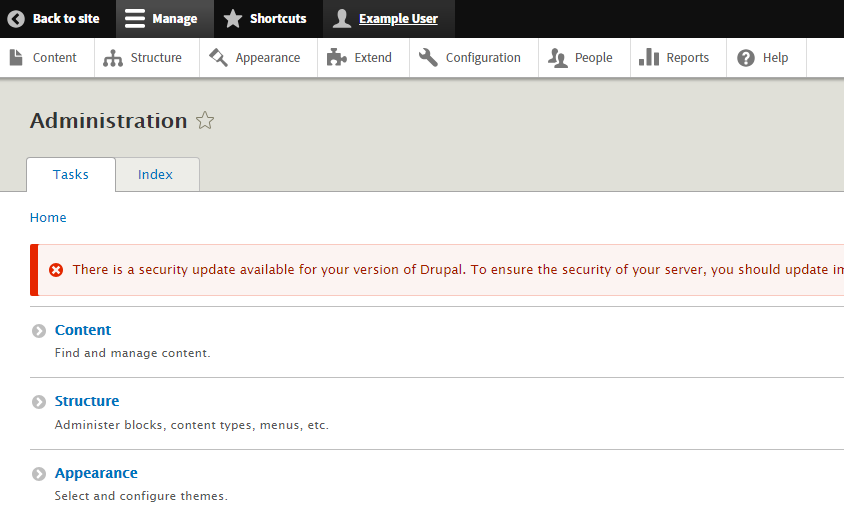 Back to site Manage Shortcuts Example User
Content Structure Appearance Extend Configuration People Reports Help
Administration
Tasks Index
Home
There is a security update available for your version of Drupal. To ensure the security of your server, you should update
Content
Find and manage content.
Structure
Administer blocks, content types, menus, etc.
Appearance
Select and configure themes.